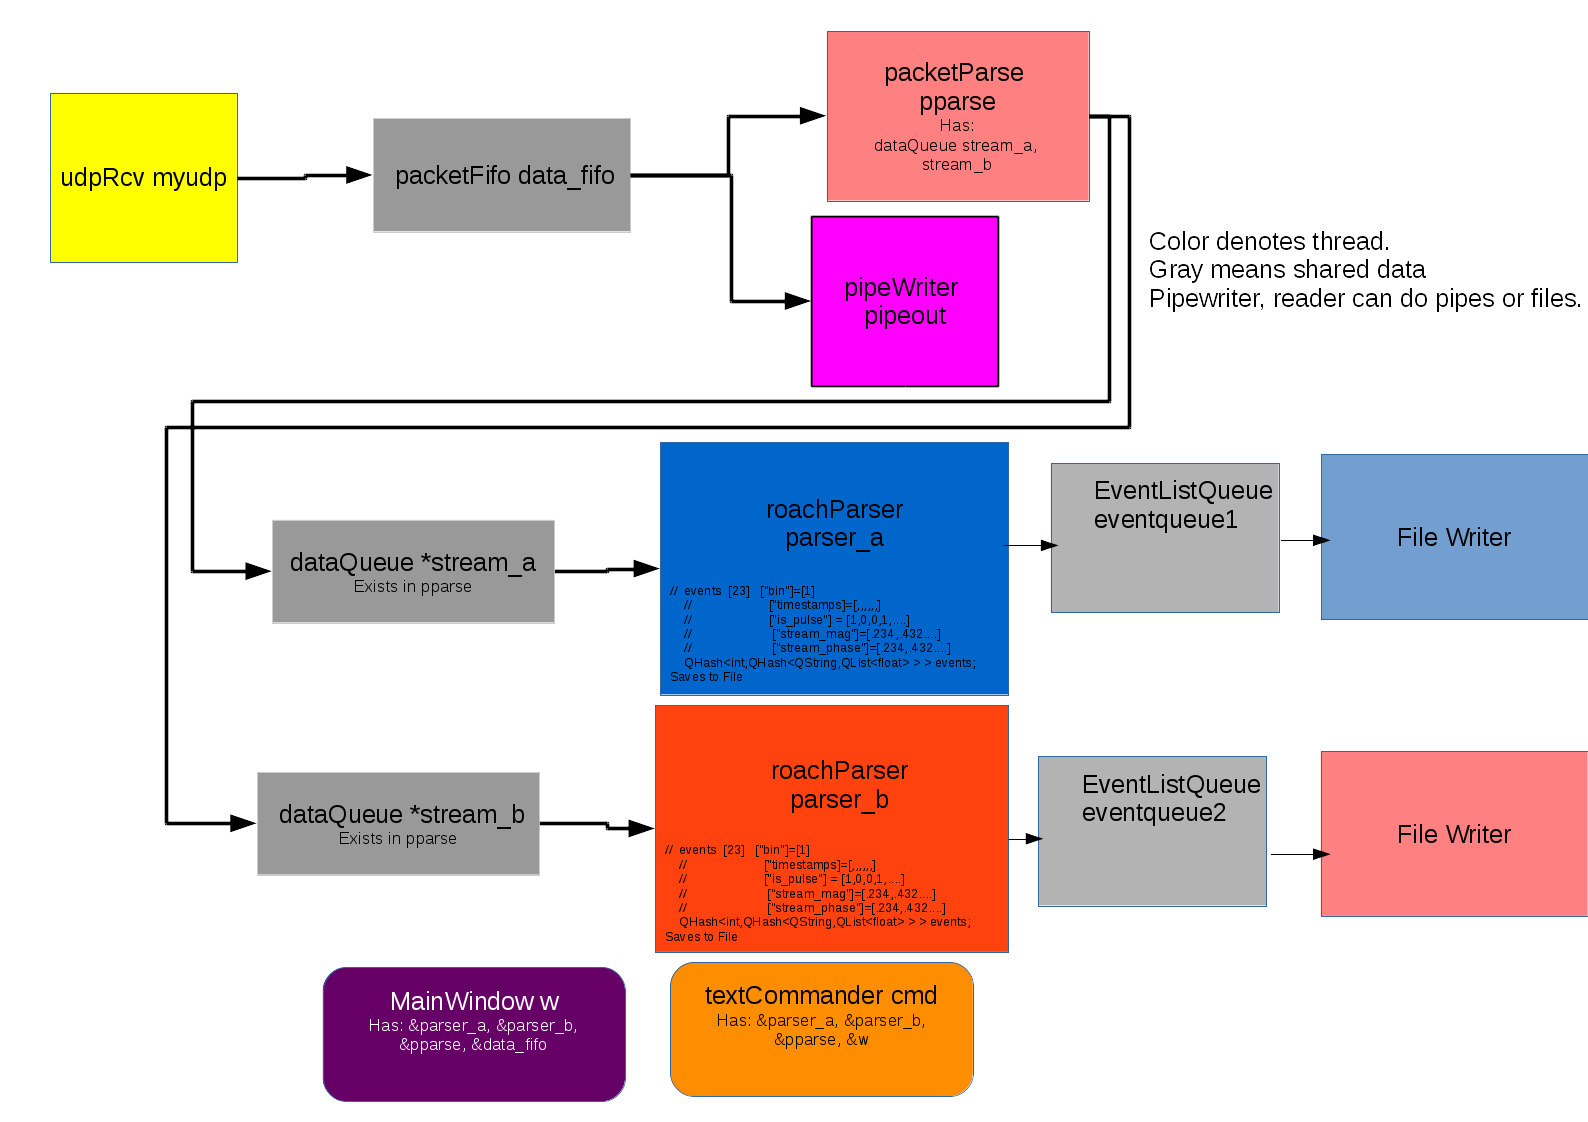 packetParse
pparse
Has:
dataQueue stream_a,
stream_b
udpRcv myudp
packetFifo data_fifo
pipeWriter
pipeout
Color denotes thread.
Gray means shared data
Pipewriter, reader can do pipes or files.
dataQueue *stream_a
Exists in pparse
roachParser
parser_a
// events [23] ["bin"]=[1]
// ["timestamps]=[,,,,,,]
// ["is_pulse"] = [1,0,0,1,....]
// ["stream_mag"]=[.234,.432....]
// ["stream_phase"]=[.234,.432....]
QHash<int,QHash<QString,QList<float> > > events;
Saves to File
EventListQueue
eventqueue1
File Writer
dataQueue *stream_b
Exists in pparse
roachParser
parser_b
// events [23] ["bin"]=[1]
// ["timestamps]=[,,,,,,]
// ["is_pulse"] = [1,0,0,1,....]
// ["stream_mag"]=[.234,.432....]
// ["stream_phase"]=[.234,.432....]
QHash<int,QHash<QString,QList<float> > > events;
Saves to File
EventListQueue
eventqueue2
File Writer
MainWindow w
Has: &parser_a, &parser_b,
&pparse, &data_fifo
textCommander cmd
Has: &parser_a, &parser_b,
&pparse, &w